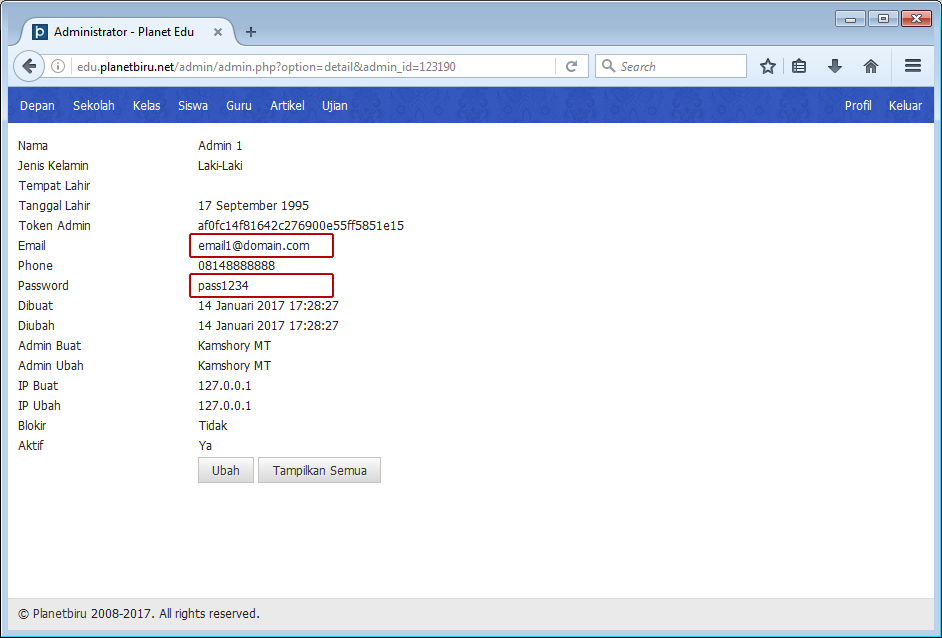 Administrator - Planet Edu
edu.planetbiru.net/admin/admin.php?option=detail&admin_id=123190
Search
Depan Sekolah Kelas Siswa Guru Artikel Ujian Profil Keluar
Nama Admin 1
Jenis Kelamin Laki-Laki
Tempat Lahir
Tanggal Lahir 17 September 1995
Token Admin af0fc14f81642c276900e55ff5851e15
Email email1@domain.com
Phone 08148888888
Password pass1234
Dibuat 14 Januari 2017 17:28:27
Diubah 14 Januari 2017 17:28:27
Admin Buat Kamshory MT
Admin Ubah Kamshory MT
IP Buat 127.0.0.1
IP Ubah 127.0.0.1
Blokir Tidak
Aktif Ya
Ubah Tampilkan Semua
© Planetbiru 2008-2017. All rights reserved.